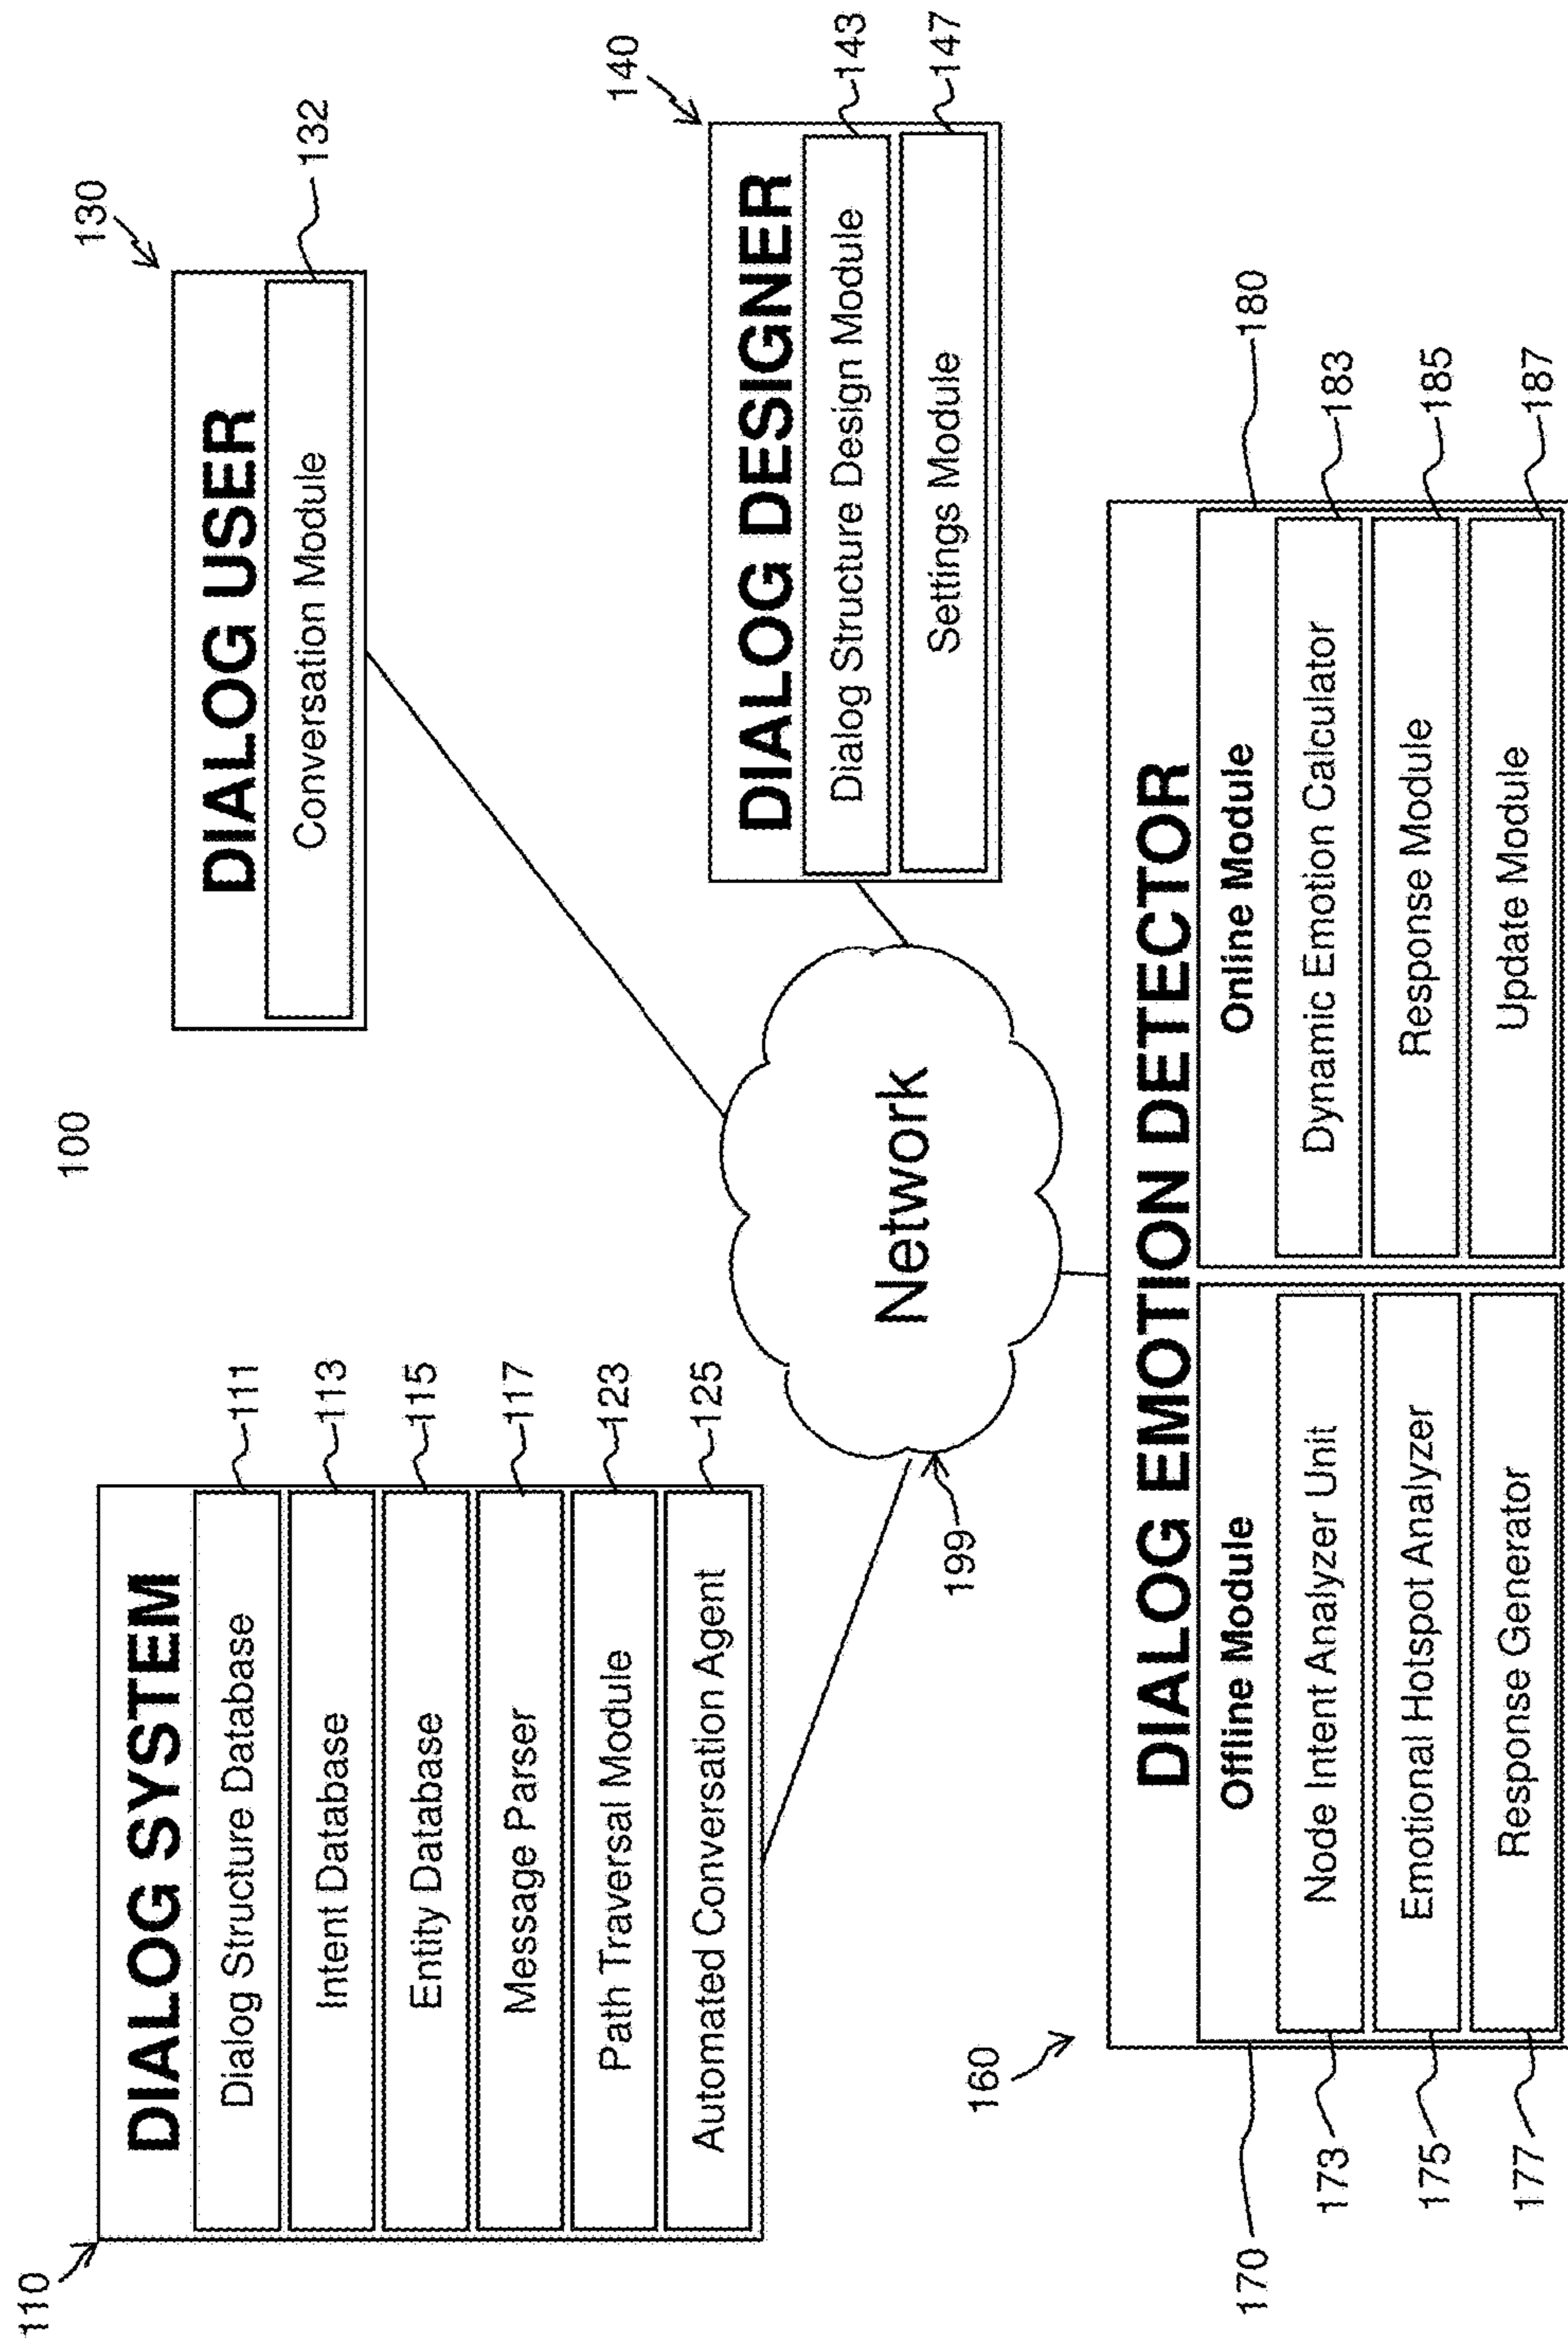 100
110
DIALOG SYSTEM
Dialog Structure Database
111
Intent Database
113
Entity Database
115
Message Parser
117
Path Traversal Module
123
Automated Conversation Agent
125
130
DIALOG USER
Conversation Module
132
140
DIALOG DESIGNER
Dialog Structure Design Module
143
Settings Module
147
Network
199
160
DIALOG EMOTION DETECTOR
170
Offline Module
Node Intent Analyzer Unit
173
Emotional Hotspot Analyzer
175
Response Generator
177
Online Module
180
Dynamic Emotion Calculator
183
Response Module
185
Update Module
187